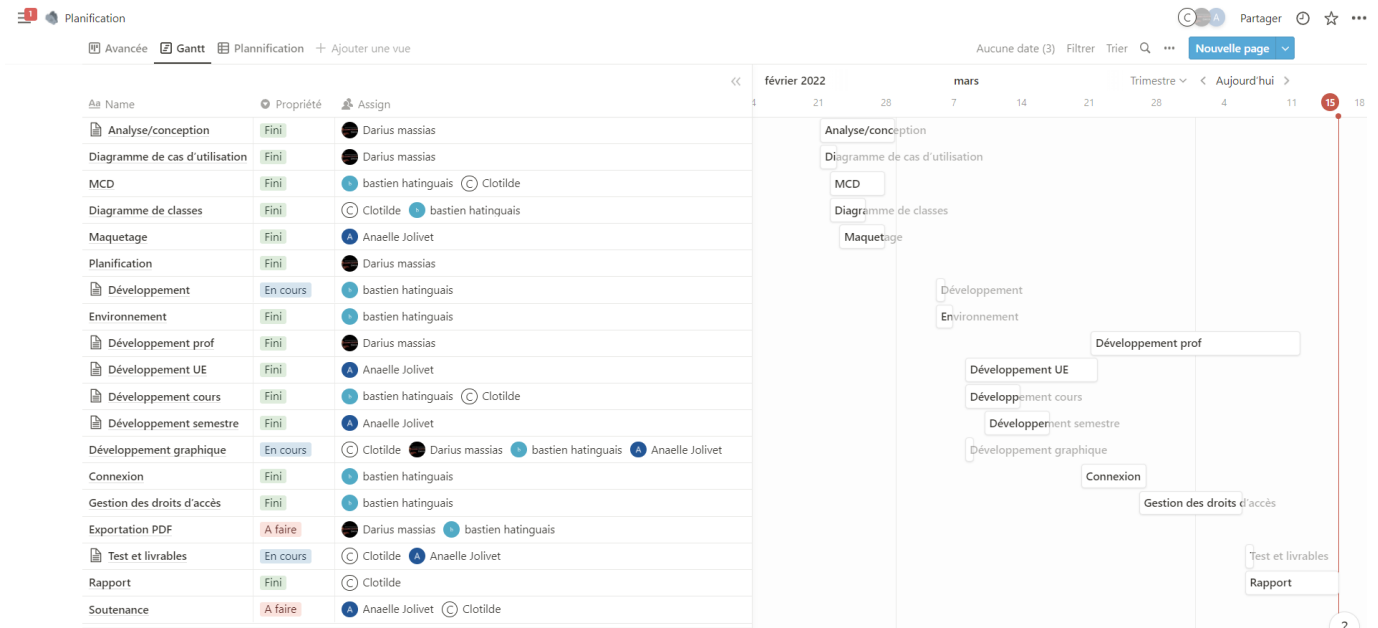 1
Planification
C A Partager
Avancée Gantt Plannification + Ajouter une vue
Aucune date (3) Filtrer Trier Nouvelle page
février 2022 mars Trimestre Aujourd'hui
Aa Name Propriété Assign
4 21 28 7 14 21 28 4 11 15 18
Analyse/conception Fini Darius massias Analyse/conception
Diagramme de cas d'utilisation Fini Darius massias Diagramme de cas d'utilisation
MCD Fini bastien hatinguais C Clotilde MCD
Diagramme de classes Fini C Clotilde bastien hatinguais Diagramme de classes
Maquetage Fini A Anaelle Jolivet Maquetage
Planification Fini Darius massias
Développement En cours bastien hatinguais Développement
Environnement Fini bastien hatinguais Environnement
Développement prof Fini Darius massias Développement prof
Développement UE Fini A Anaelle Jolivet Développement UE
Développement cours Fini bastien hatinguais C Clotilde Développement cours
Développement semestre Fini A Anaelle Jolivet Développement semestre
Développement graphique En cours C Clotilde Darius massias bastien hatinguais A Anaelle Jolivet Développement graphique
Connexion Fini bastien hatinguais Connexion
Gestion des droits d'accès Fini bastien hatinguais Gestion des droits d'accès
Exportation PDF A faire Darius massias bastien hatinguais
Test et livrables En cours C Clotilde A Anaelle Jolivet Test et livrables
Rapport Fini C Clotilde Rapport
Soutenance A faire A Anaelle Jolivet C Clotilde
?